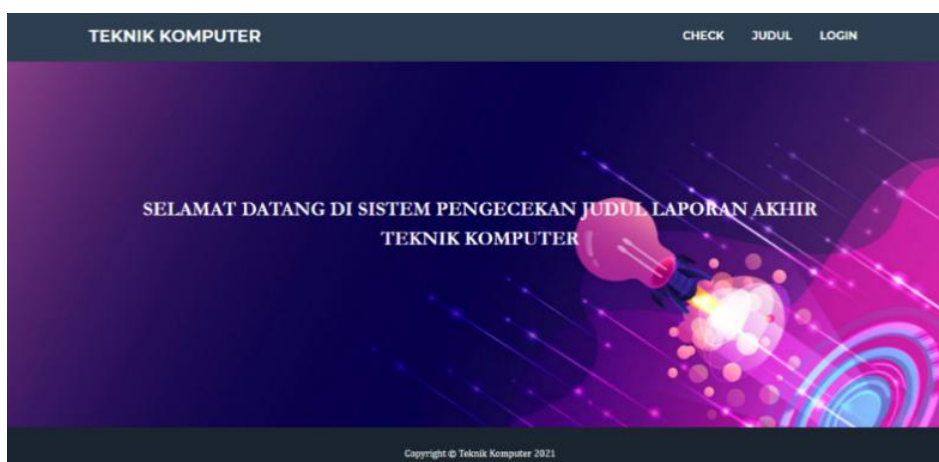 TEKNIK KOMPUTER
CHECK JUDUL LOGIN
SELAMAT DATANG DI SISTEM PENGECEKAN JUDUL LAPORAN AKHIR
TEKNIK KOMPUTER
Copyright © Teknik Komputer 2021